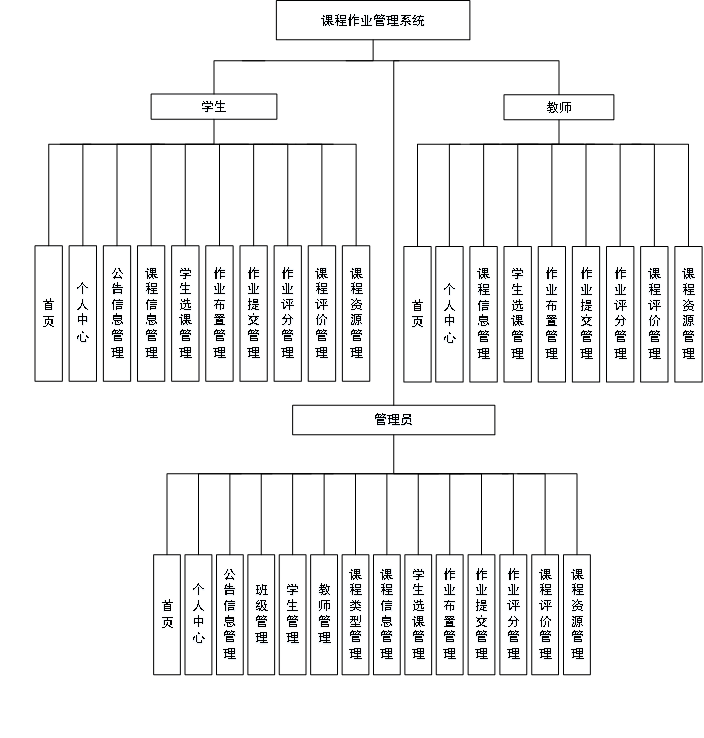 课程作业管理系统
学生
教师
首页
个人中心
公告信息管理
课程信息管理
学生选课管理
作业布置管理
作业提交管理
作业评分管理
课程评价管理
课程资源管理
首页
个人中心
课程信息管理
学生选课管理
作业布置管理
作业提交管理
作业评分管理
课程评价管理
课程资源管理
管理员
首页
个人中心
公告信息管理
班级管理
学生管理
教师管理
课程类型管理
课程信息管理
学生选课管理
作业布置管理
作业提交管理
作业评分管理
课程评价管理
课程资源管理